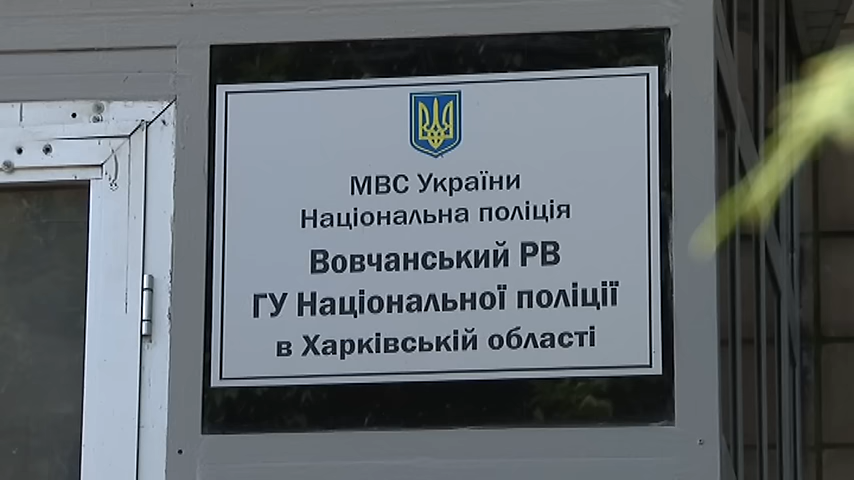 МВС України
Національна поліція
Вовчанський РВ
ГУ Національної поліції
в Харківській області